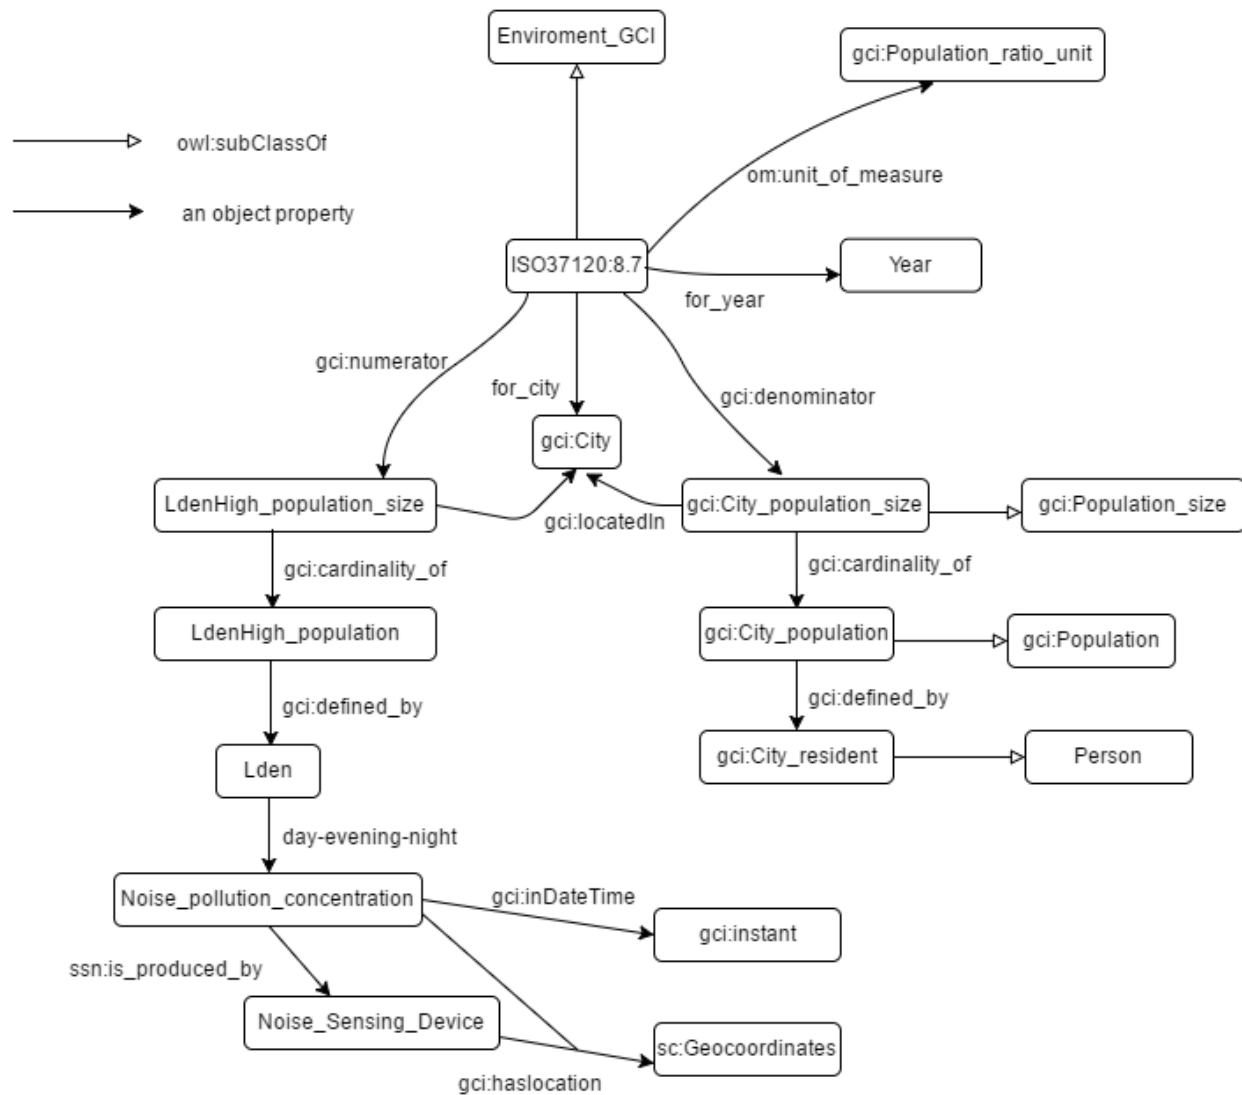 Enviroment_GCI
gci:Population_ratio_unit
owl:subClassOf
om:unit_of_measure
an object property
ISO37120:8.7
Year
for_year
gci:numerator
for_city
gci:denominator
gci:City
LdenHigh_population_size
gci:locatedIn
gci:City_population_size
gci:Population_size
gci:cardinality_of
gci:cardinality_of
LdenHigh_population
gci:City_population
gci:Population
gci:defined_by
gci:defined_by
Lden
gci:City_resident
Person
day-evening-night
Noise_pollution_concentration
gci:inDateTime
gci:instant
ssn:is_produced_by
Noise_Sensing_Device
sc:Geocoordinates
gci:haslocation